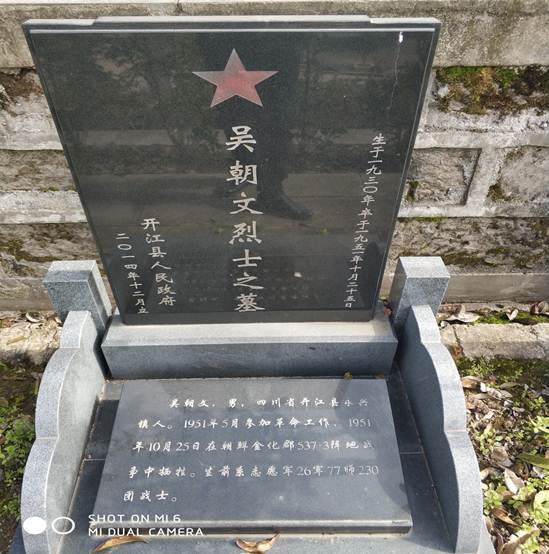 生于一九三〇年卒于一九五一年十月二十五日
吴朝文烈士之墓
开江县人民政府
二〇一四年十二月立
吴朝文，男，四川省开江县永兴
镇人。1951年5月参加革命工作，1951
年10月25日在朝鲜金化郡537·3阵地战
争中牺牲。生前系志愿军26军77师230
团战士。
SHOT ON MI 6
MI DUAL CAMERA